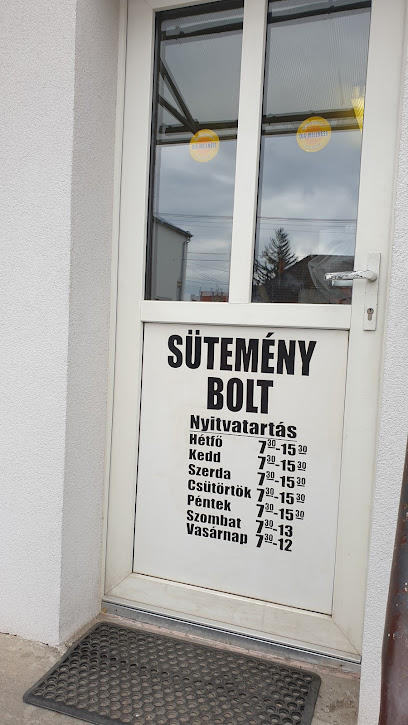 SÜTEMÉNY
BOLT
Nyitvatartás
Hétfő 7³⁰-15³⁰
Kedd 7³⁰-15³⁰
Szerda 7³⁰-15³⁰
Csütörtök 7³⁰-15³⁰
Péntek 7³⁰-15³⁰
Szombat 7³⁰-13
Vasárnap 7³⁰-12